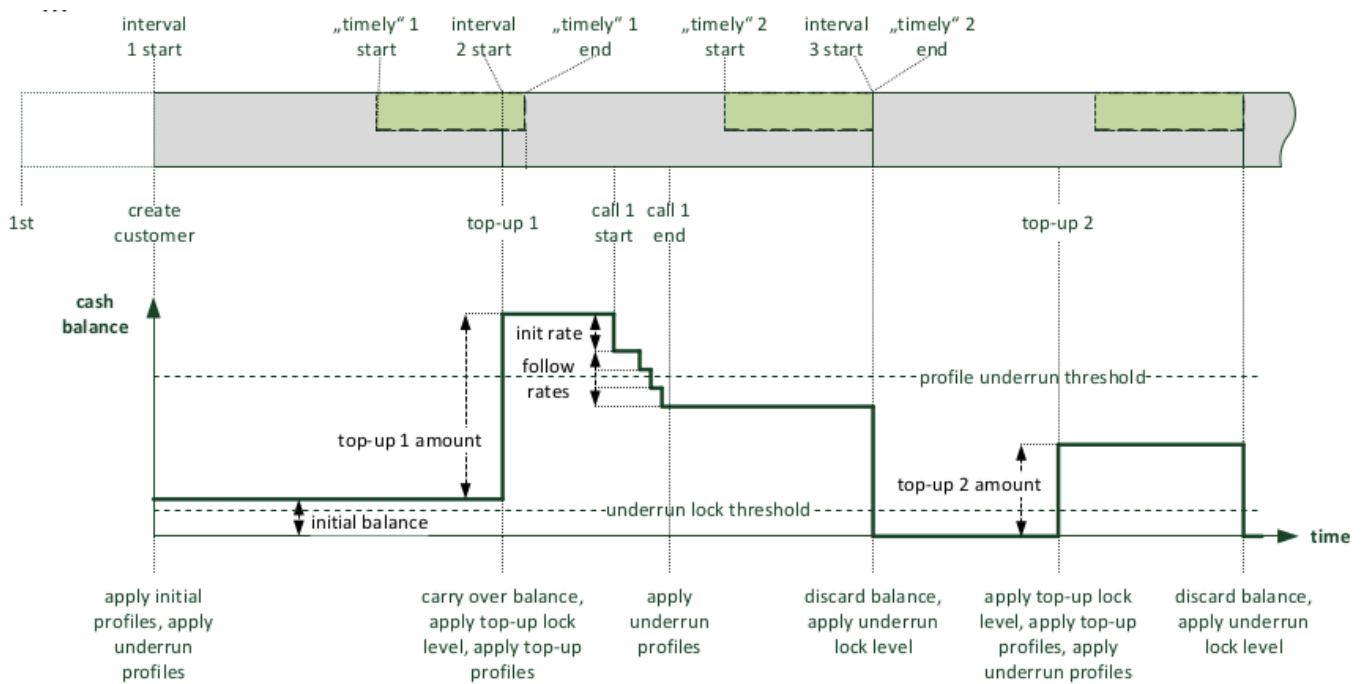 interval
1 start
„timely“ 1
start
interval
2 start
„timely“ 1
end
„timely“ 2
start
interval
3 start
„timely“ 2
end
1st
create
customer
top-up 1
call 1
start
call 1
end
top-up 2
cash
balance
init rate
follow
rates
profile underrun threshold
top-up 1 amount
top-up 2 amount
underrun lock threshold
initial balance
time
apply initial
profiles, apply
underrun
profiles
carry over balance,
apply top-up lock
level, apply top-up
profiles
apply
underrun
profiles
discard balance,
apply underrun
lock level
apply top-up lock
level, apply top-up
profiles, apply
underrun profiles
discard balance,
apply underrun
lock level